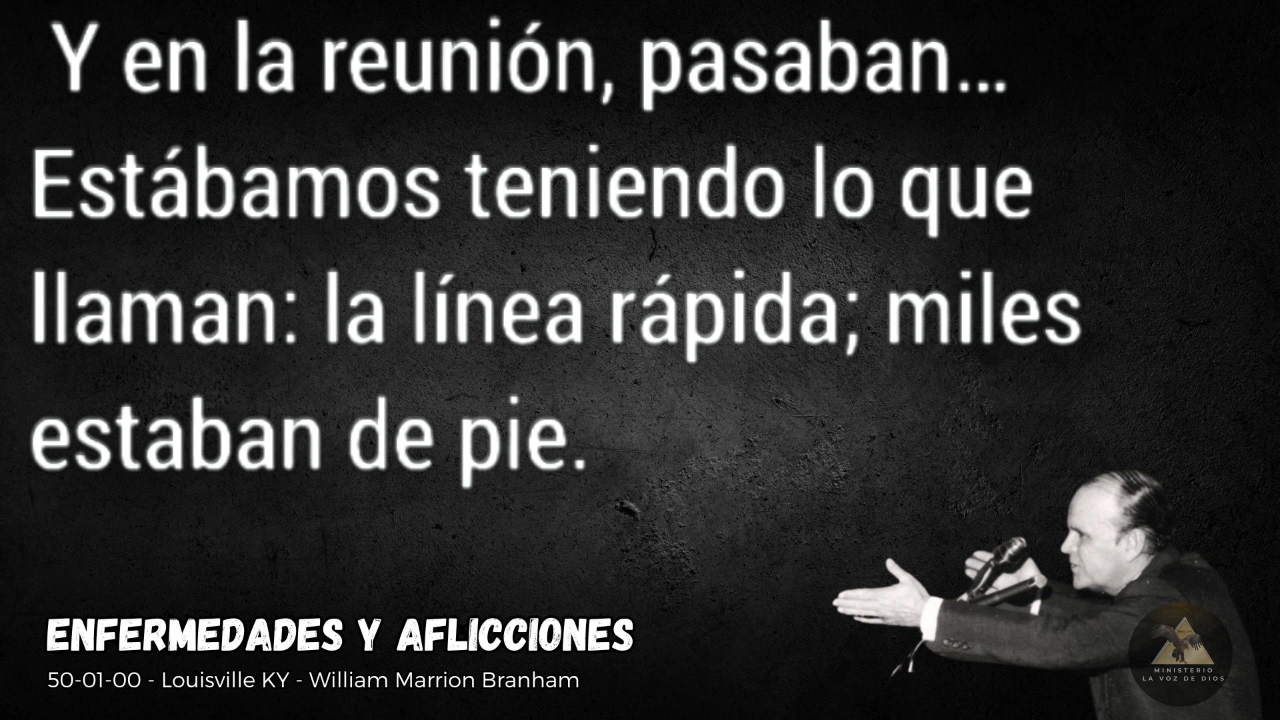 Y en la reunión, pasaban...
Estábamos teniendo lo que
llaman: la línea rápida; miles
estaban de pie.
ENFERMEDADES Y AFLICCIONES
50-01-00 - Louisville KY - William Marrion Branham
MINISTERIO
LA VOZ DE DIOS